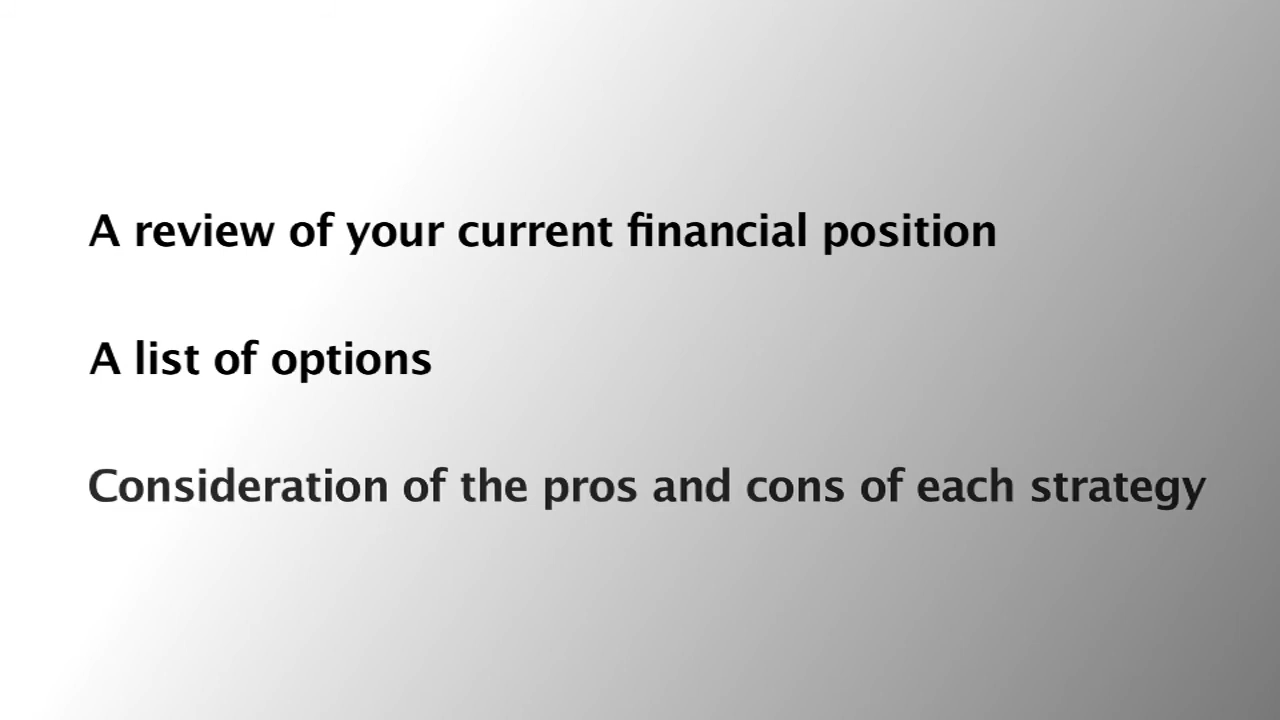 A review of your current financial position
A list of options
Consideration of the pros and cons of each strategy